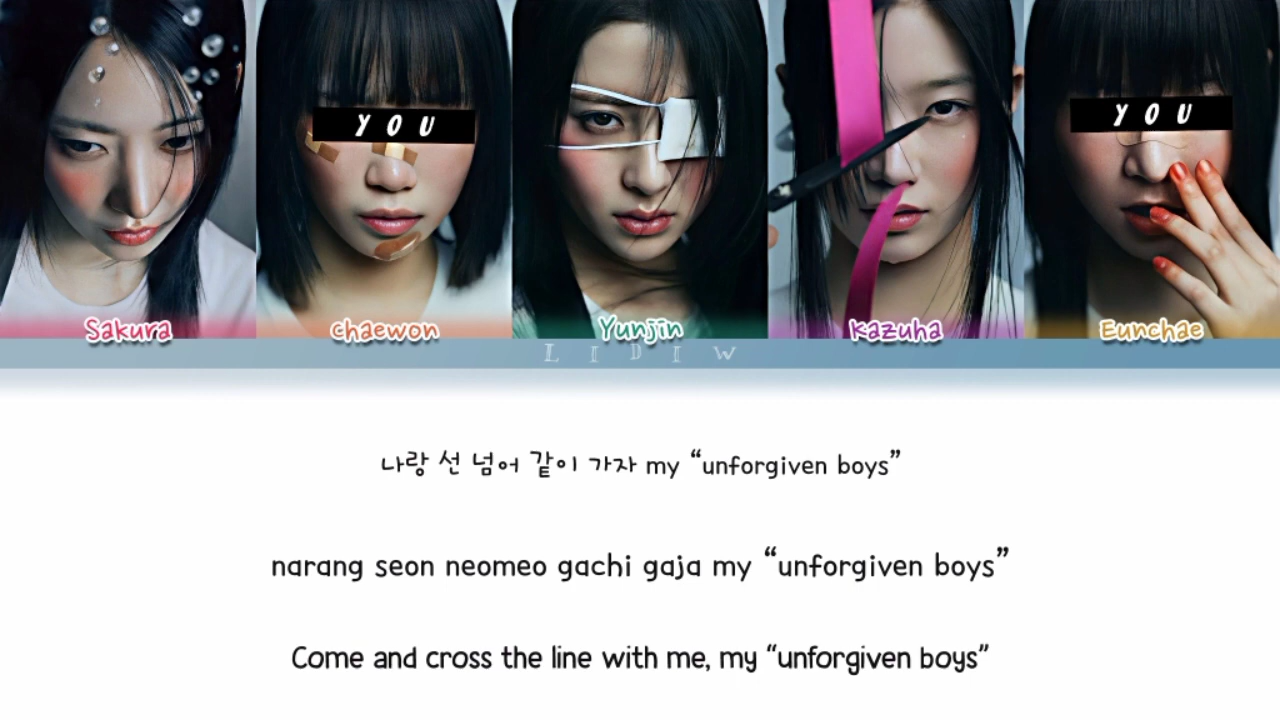 YOU
YOU
Sakura
chaewon
Yunjin
Kazuha
Eunchae
LIDIW
나랑 선 넘어 같이 가자 my “unforgiven boys”
narang seon neomeo gachi gaja my “unforgiven boys”
Come and cross the line with me, my “unforgiven boys”